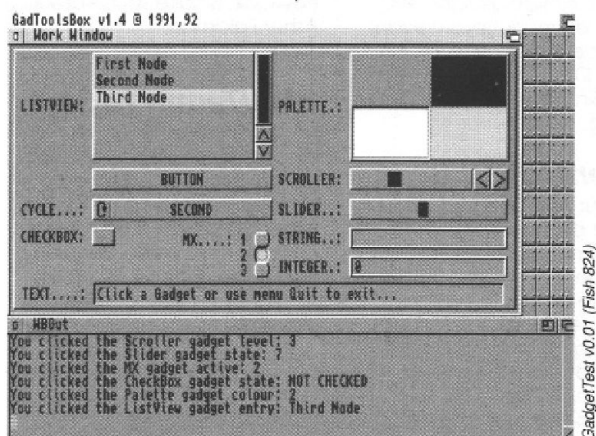 GadToolsBox v1.4 © 1991,92
Work Window
LISTVIEW:
First Node
Second Node
Third Node
PALETTE.:
BUTTON
SCROLLER:
CYCLE...:
SECOND
SLIDER..:
CHECKBOX:
MX....: 1
2
3
STRING..:
INTEGER.: 0
TEXT....: Click a Gadget or use menu Quit to exit...
WBOut
You clicked the Scroller gadget level: 3
You clicked the Slider gadget state: 7
You clicked the MX gadget active: 2
You clicked the CheckBox gadget state: NOT CHECKED
You clicked the Palette gadget colour: 2
You clicked the ListView gadget entry: Third Node
GadgetTest v0.01 (Fish 824)